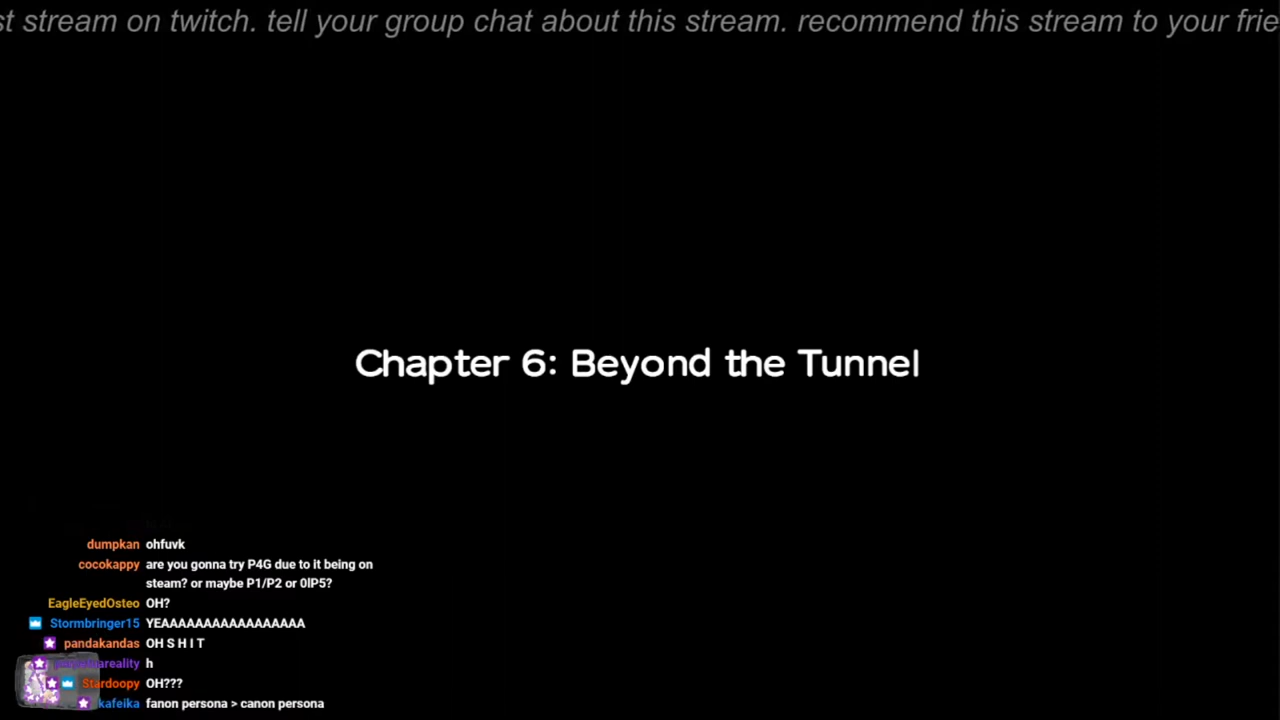 st stream on twitch. tell your group chat about this stream. recommend this stream to your frie
Chapter 6: Beyond the Tunnel
dumpkan ohfuvk
cocokappy are you gonna try P4G due to it being on
steam? or maybe P1/P2 or 0lP5?
EagleEyedOsteo OH?
Stormbringer15 YEAAAAAAAAAAAAAAAAA
pandakandas OH S H I T
h
Stardoopy OH???
kafeika fanon persona > canon persona